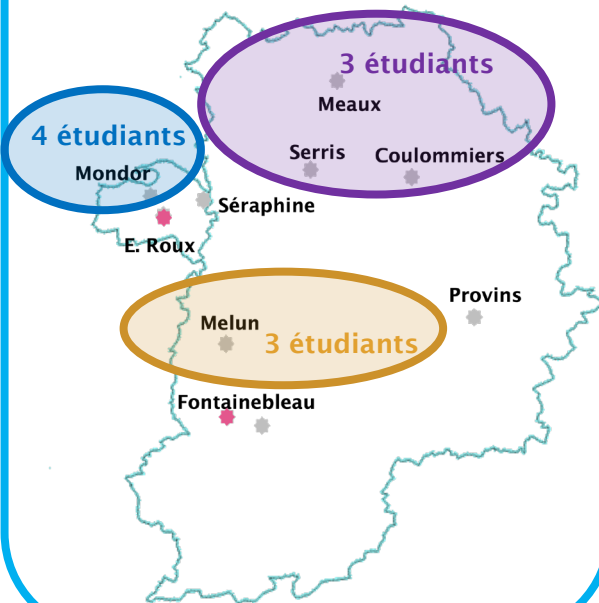 3 étudiants
Meaux
4 étudiants
Serris
Coulommiers
Mondor
Séraphine
E. Roux
Provins
Melun
3 étudiants
Fontainebleau